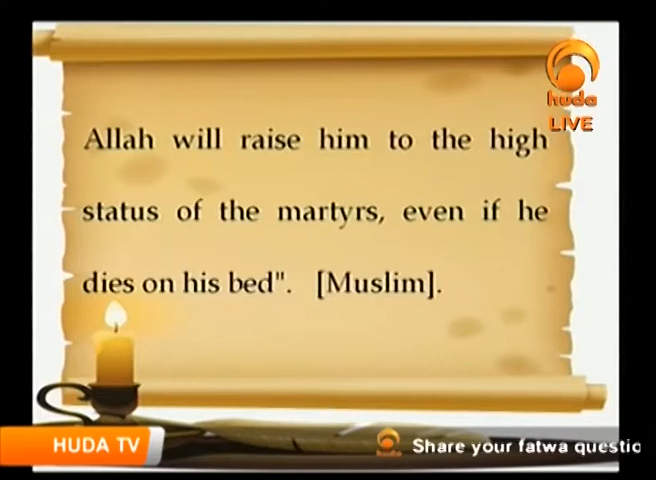 huda
LIVE
Allah will raise him to the high
status of the martyrs, even if he
dies on his bed". [Muslim].
HUDA TV
huda
Share your fatwa questio